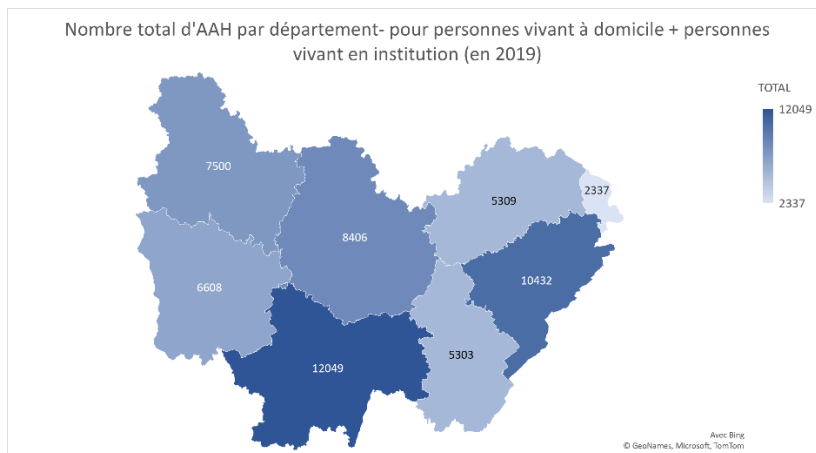 Nombre total d'AAH par département- pour personnes vivant à domicile + personnes
vivant en institution (en 2019)
TOTAL
12049
2337
7500
5309
2337
8406
10432
6608
5303
12049
Avec Bing
© GeoNames, Microsoft, TomTom